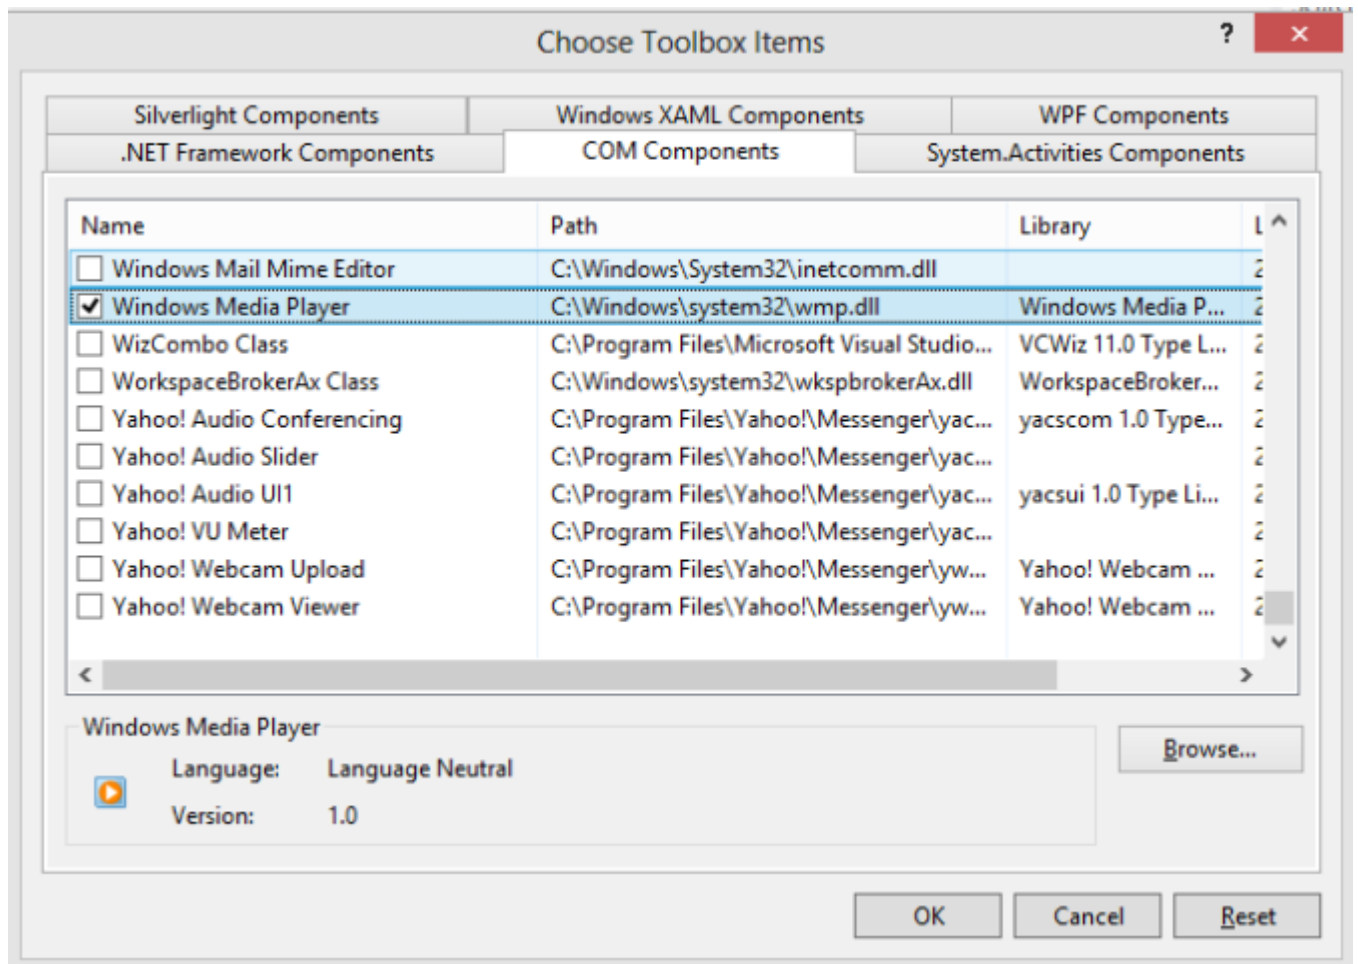 Choose Toolbox Items ?
Silverlight Components Windows XAML Components WPF Components
.NET Framework Components COM Components System.Activities Components
Name Path Library
Windows Mail Mime Editor C:\Windows\System32\inetcomm.dll
Windows Media Player C:\Windows\system32\wmp.dll Windows Media P...
WizCombo Class C:\Program Files\Microsoft Visual Studio... VCWiz 11.0 Type L...
WorkspaceBrokerAx Class C:\Windows\system32\wkspbrokerAx.dll WorkspaceBroker...
Yahoo! Audio Conferencing C:\Program Files\Yahoo!\Messenger\yac... yacscom 1.0 Type...
Yahoo! Audio Slider C:\Program Files\Yahoo!\Messenger\yac...
Yahoo! Audio UI1 C:\Program Files\Yahoo!\Messenger\yac... yacsui 1.0 Type Li...
Yahoo! VU Meter C:\Program Files\Yahoo!\Messenger\yac...
Yahoo! Webcam Upload C:\Program Files\Yahoo!\Messenger\yw... Yahoo! Webcam ...
Yahoo! Webcam Viewer C:\Program Files\Yahoo!\Messenger\yw... Yahoo! Webcam ...
Windows Media Player
Browse...
Language: Language Neutral
Version: 1.0
OK Cancel Reset